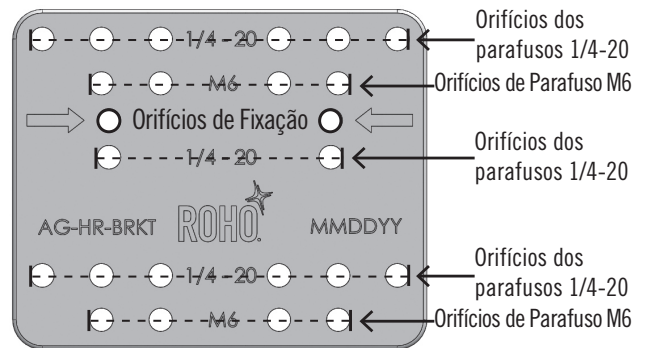 Orifícios dos
parafusos 1/4-20
1/4 - 20
M6
Orifícios de Parafuso M6
Orifícios de Fixação
Orifícios dos
parafusos 1/4-20
1/4 - 20
AG-HR-BRKT
ROHO
MMDDYY
Orifícios dos
parafusos 1/4-20
1/4 - 20
M6
Orifícios de Parafuso M6